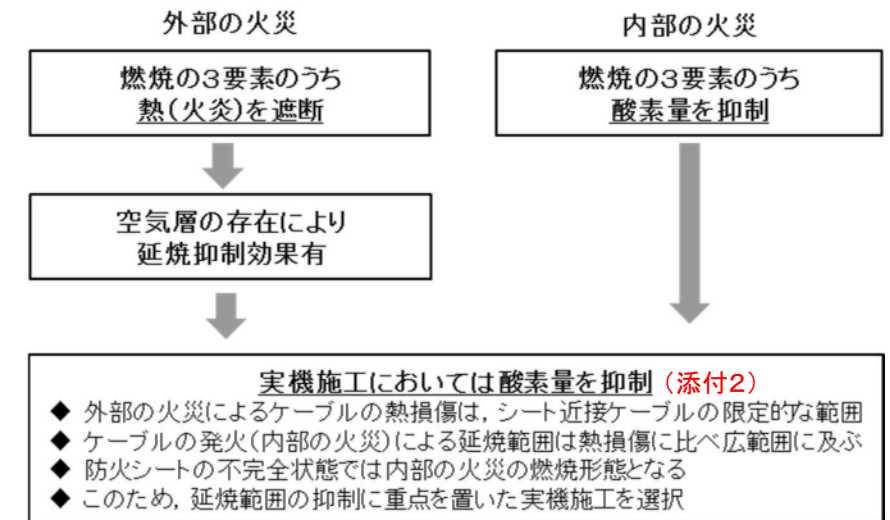 外部の火災
内部の火災
燃焼の3要素のうち
熱(火炎)を遮断
燃焼の3要素のうち
酸素量を抑制
空気層の存在により
延焼抑制効果有
実機施工においては酸素量を抑制(添付2)
◆ 外部の火災によるケーブルの熱損傷は,シート近接ケーブルの限定的な範囲
◆ ケーブルの発火(内部の火災)による延焼範囲は熱損傷に比べ広範囲に及ぶ
◆ 防火シートの不完全状態では内部の火災の燃焼形態となる
◆ このため,延焼範囲の抑制に重点を置いた実機施工を選択